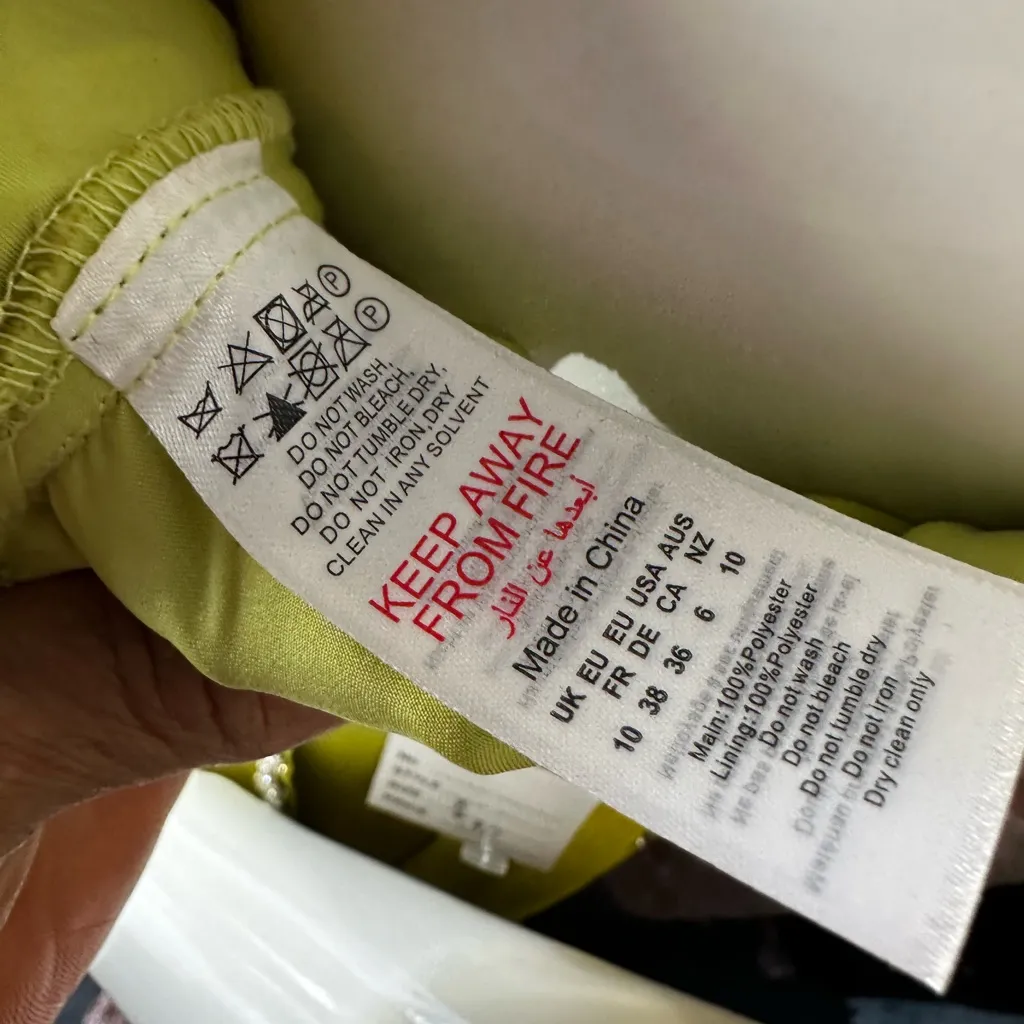 P
P
DO NOT WASH,
DO NOT BLEACH,
DO NOT TUMBLE DRY,
DO NOT IRON, DRY
CLEAN IN ANY SOLVENT
KEEP AWAY
FROM FIRE
أبعدها عن النار
Made in China
UK EU EU USA AUS
FR DE CA NZ
10 38 36 6 10
Main:100%Polyester
Lining:100%Polyester
Do not wash
Do not bleach
Do not tumble dry
Do not iron
Dry clean only